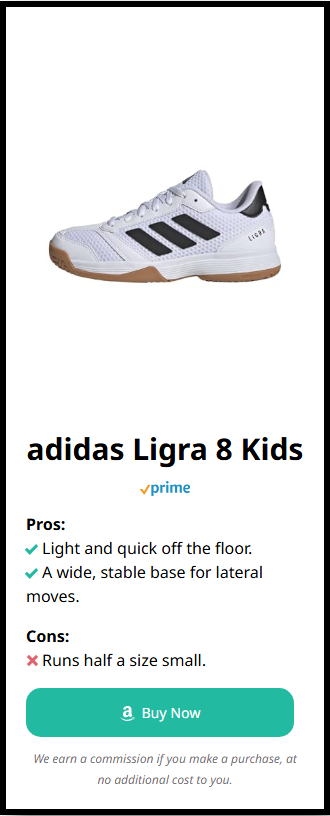 LIGRA
adidas Ligra 8 Kids
prime
Pros:
Light and quick off the floor.
A wide, stable base for lateral
moves.
Cons:
Runs half a size small.
Buy Now
We earn a commission if you make a purchase, at
no additional cost to you.